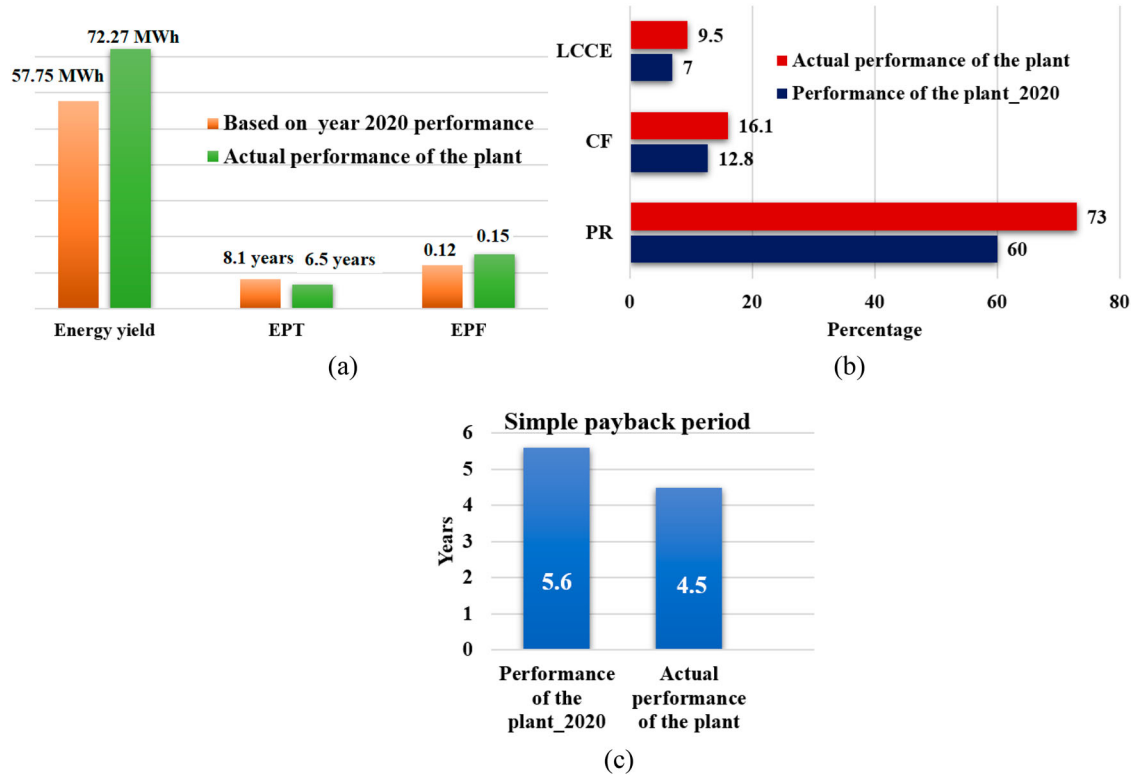 72.27 MWh
57.75 MWh
Based on year 2020 performance
Actual performance of the plant
8.1 years
6.5 years
0.12
0.15
Energy yield
EPT
EPF
(a)
LCCE
9.5
7
Actual performance of the plant
Performance of the plant_2020
CF
16.1
12.8
PR
73
60
0
20
40
60
80
Percentage
(b)
Simple payback period
6
5
4
3
2
1
0
Years
5.6
4.5
Performance
of the
plant_2020
Actual
performance
of the plant
(c)